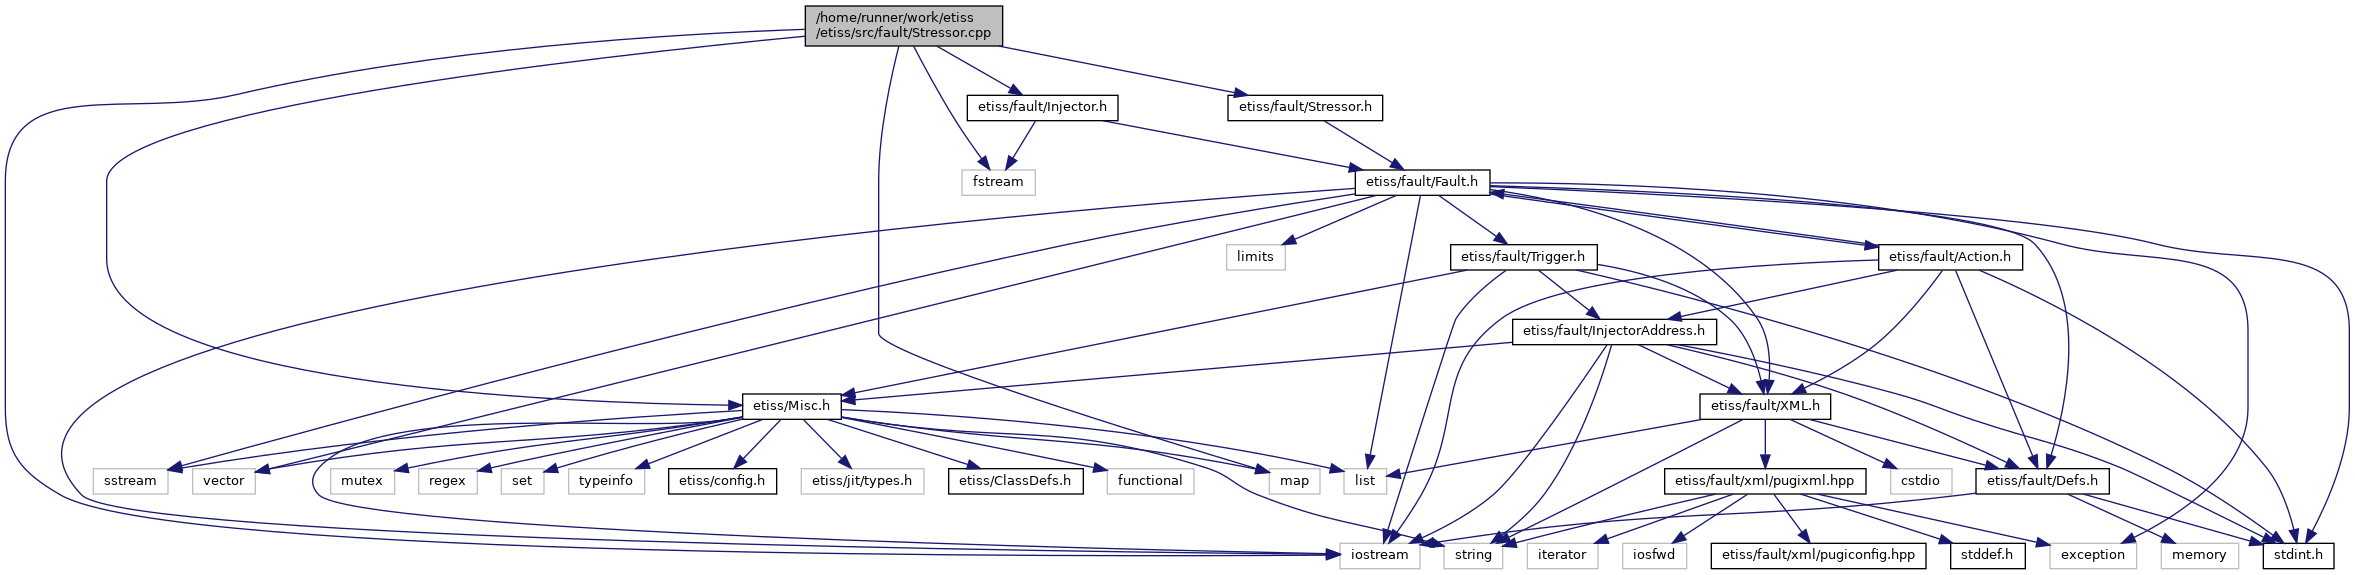 /home/runner/work/etiss
/etiss/src/fault/Stressor.cpp
etiss/fault/Injector.h
etiss/fault/Stressor.h
fstream
etiss/fault/Fault.h
limits
etiss/fault/Trigger.h
etiss/fault/Action.h
etiss/fault/InjectorAddress.h
etiss/Misc.h
etiss/fault/XML.h
sstream
vector
mutex
regex
set
typeinfo
etiss/config.h
etiss/jit/types.h
etiss/ClassDefs.h
functional
map
list
etiss/fault/xml/pugixml.hpp
cstdio
etiss/fault/Defs.h
iostream
string
iterator
iosfwd
etiss/fault/xml/pugiconfig.hpp
stddef.h
exception
memory
stdint.h